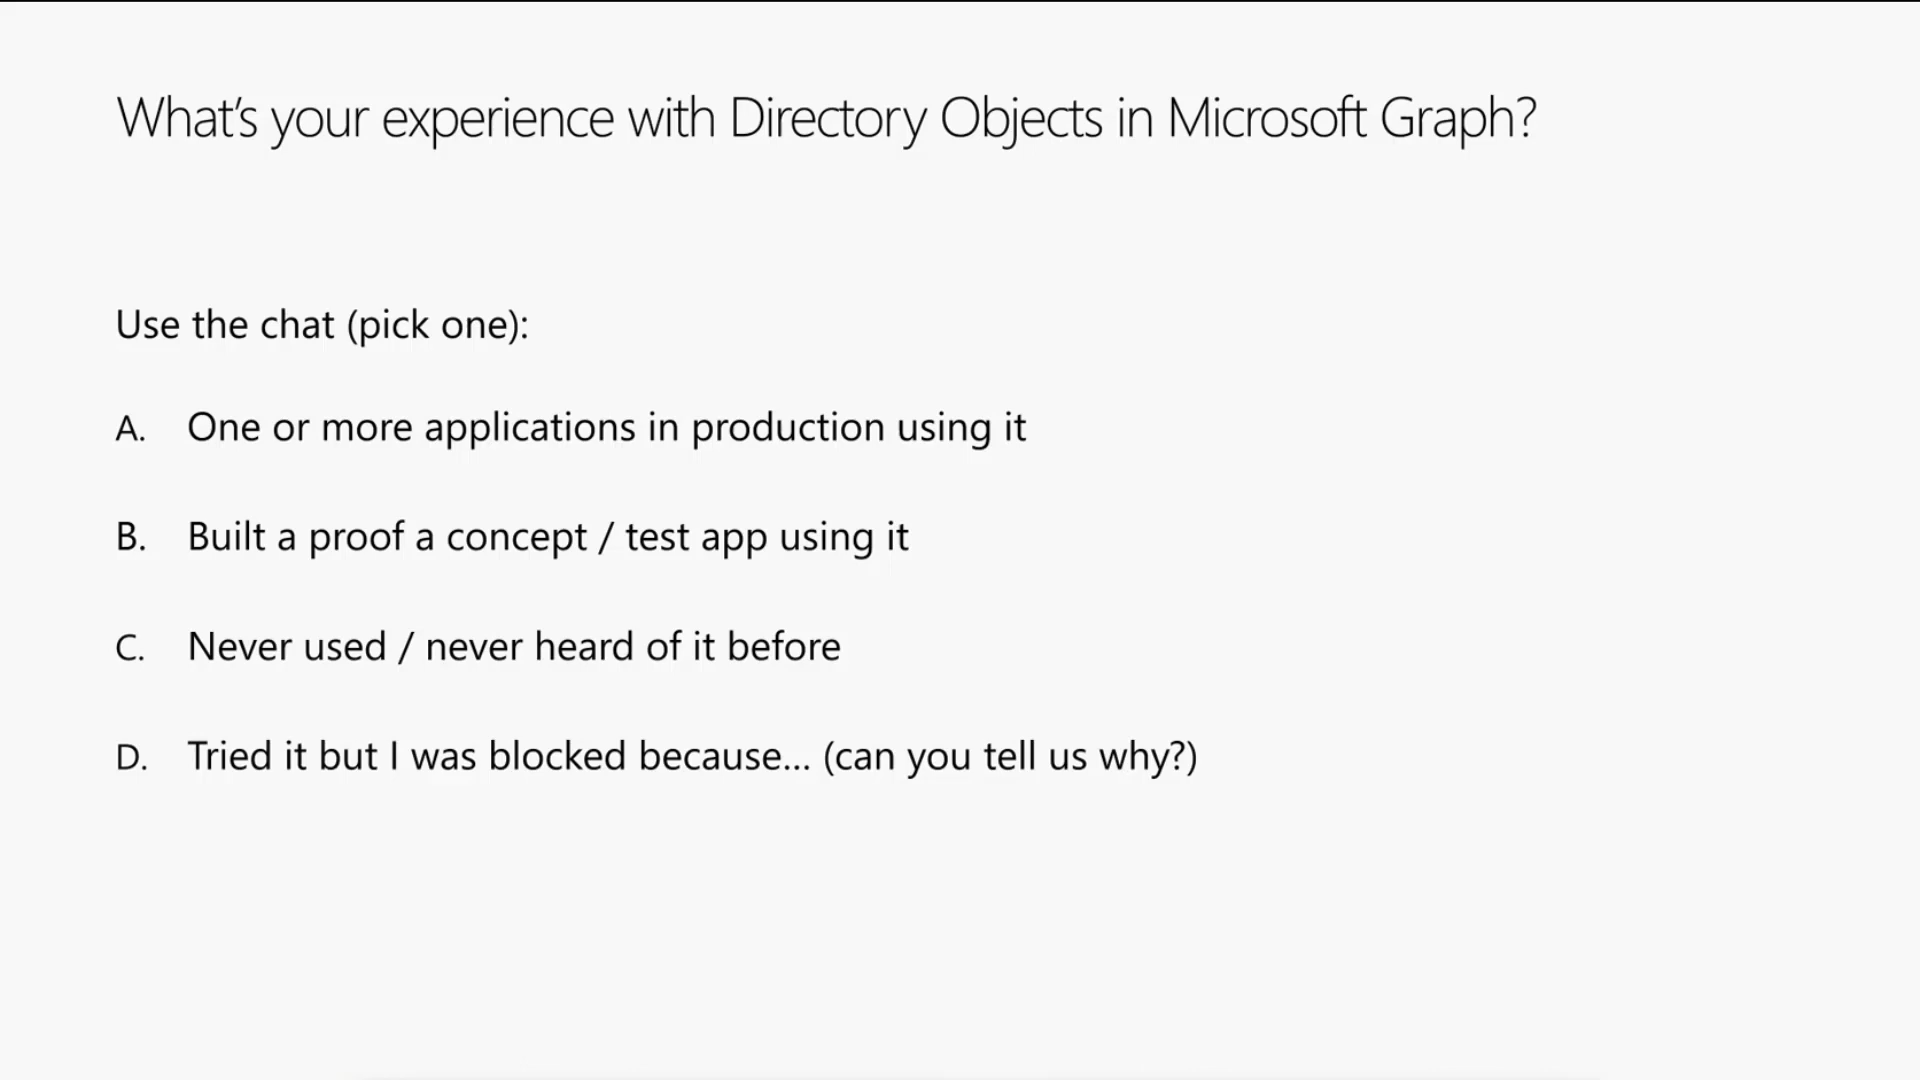 What's your experience with Directory Objects in Microsoft Graph?
Use the chat (pick one):
A. One or more applications in production using it
B. Built a proof a concept / test app using it
C. Never used / never heard of it before
D. Tried it but I was blocked because... (can you tell us why?)